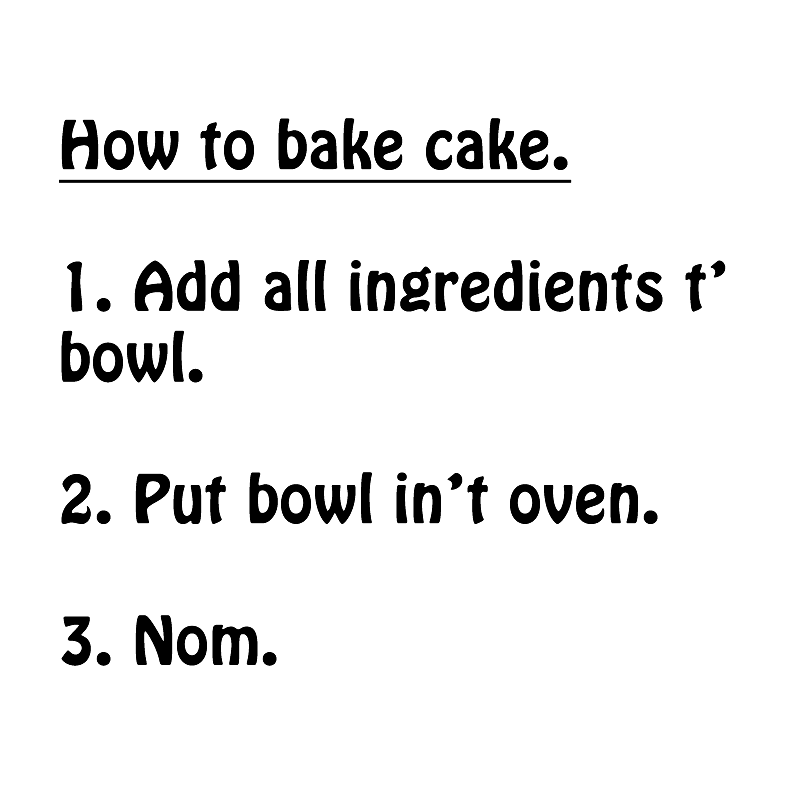 How to bake cake.
1. Add all ingredients t’
bowl.
2. Put bowl in’t oven.
3. Nom.